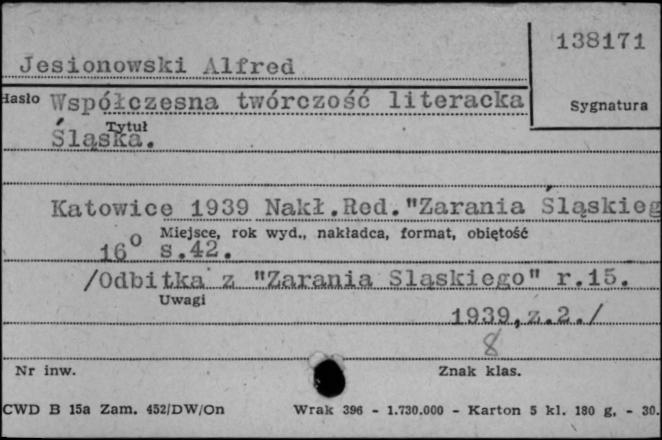 138171
Jesionowski Alfred
Hasło Współczesna twórczość literacka
Sygnatura
Tytuł
Śląska.
Katowice 1939 Nakł.Red."Zarania Śląskieg
Miejsce, rok wyd., nakładca, format, objętość
16⁰ s.42.
/Odbitka z "Zarania Slaskiego" r.15.
Uwagi
1939,z.2./
8
Nr inw.
Znak klas.
CWD B 15a Zam. 452/DW/On Wrak 396 - 1.730.000 - Karton 5 kl. 180 g, - 30.